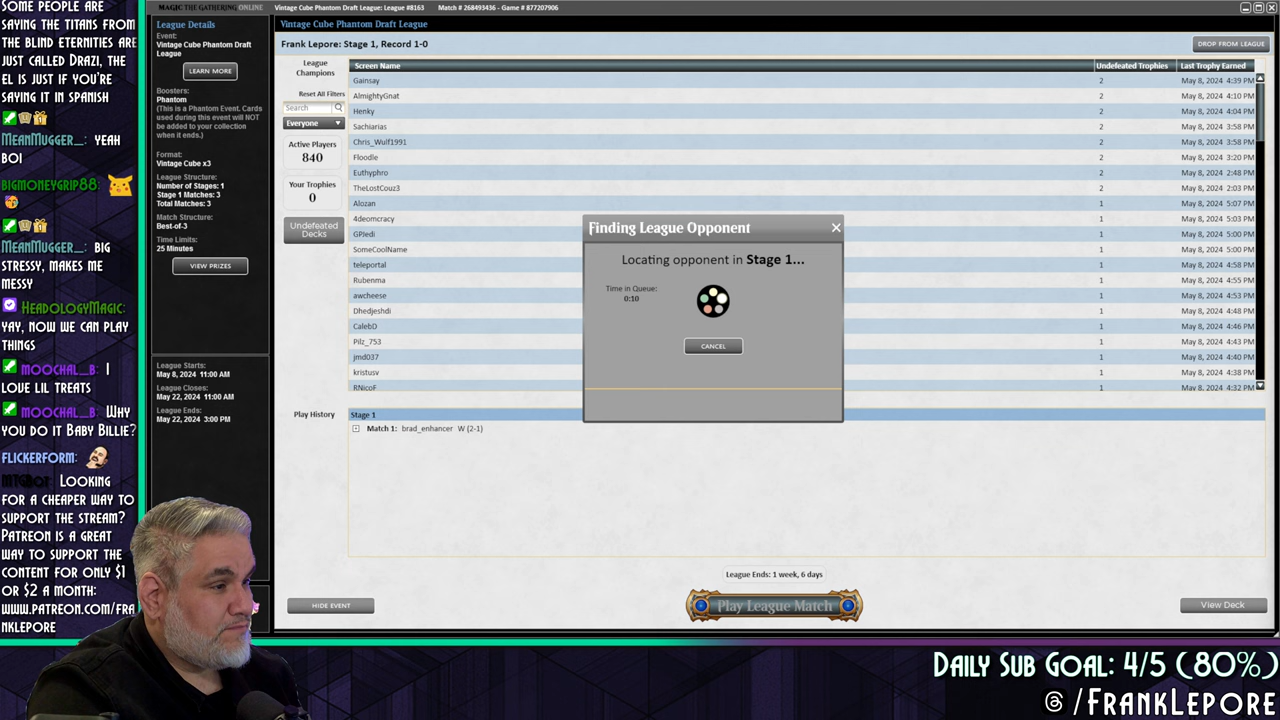 Some people are
saying the titans from
the blind eternities are
just called Drazi, the
el is just if you're
saying it in Spanish
MeanMugger_: yeah
boi
bigmoneygrip88:
MeanMugger_: big
stressy, makes me
messy
HeadologyMagic:
yay, now we can play
things
moochal_b: I
love lil treats
moochal_b: Why
you do it Baby Billie?
flickerform:
Looking
for a cheaper way to
support the stream?
Patreon is a great
way to support the
content for only $1
or $2 a month:
www.patreon.com/fra
nklepore
MAGIC THE GATHERING ONLINE
Vintage Cube Phantom Draft League: League #8163
Match # 268493436 - Game # 877207906
League Details
Event:
Vintage Cube Phantom Draft
League
LEARN MORE
Boosters:
Phantom
(This is a Phantom Event. Cards
used during this event will NOT
be added to your collection
when it ends.)
Format:
Vintage Cube x3
League Structure:
Number of Stages: 1
Stage 1 Matches: 3
Total Matches: 3
Match Structure:
Best-of-3
Time Limits:
25 Minutes
VIEW PRIZES
League Starts:
May 8, 2024 11:00 AM
League Closes:
May 22, 2024 11:00 AM
League Ends:
May 22, 2024 3:00 PM
Vintage Cube Phantom Draft League
Frank Lepore: Stage 1, Record 1-0
DROP FROM LEAGUE
League
Champions
Reset All Filters
Search
Everyone
Active Players
840
Your Trophies
0
Undefeated
Decks
Screen Name Undefeated Trophies Last Trophy Earned
Gainsay 2 May 8, 2024 4:39 PM
AlmightyGnat 2 May 8, 2024 4:10 PM
Henky 2 May 8, 2024 4:04 PM
Sachiarias 2 May 8, 2024 3:58 PM
Chris_Wulf1991 2 May 8, 2024 3:58 PM
Floodle 2 May 8, 2024 3:20 PM
Euthyphro 2 May 8, 2024 2:48 PM
TheLostCouz3 2 May 8, 2024 2:03 PM
Alozan 1 May 8, 2024 5:07 PM
4deomcracy 1 May 8, 2024 5:03 PM
GPJedi 1 May 8, 2024 5:00 PM
SomeCoolName 1 May 8, 2024 5:00 PM
teleportal 1 May 8, 2024 4:58 PM
Rubenma 1 May 8, 2024 4:55 PM
awcheese 1 May 8, 2024 4:53 PM
Dhedjeshdi 1 May 8, 2024 4:48 PM
CalebD 1 May 8, 2024 4:46 PM
Pilz_753 1 May 8, 2024 4:43 PM
jmd037 1 May 8, 2024 4:40 PM
kristusv 1 May 8, 2024 4:38 PM
RNicoF 1 May 8, 2024 4:32 PM
Finding League Opponent
Locating opponent in Stage 1...
Time in Queue:
0:10
CANCEL
Play History
Stage 1
Match 1: brad_enhancer W (2-1)
League Ends: 1 week, 6 days
HIDE EVENT
Play League Match
View Deck
Daily Sub Goal: 4/5 (80%)
/FrankLepore